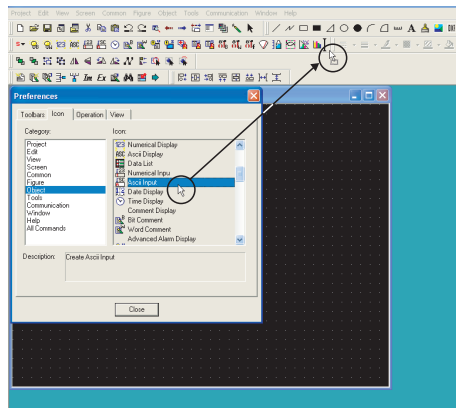 Project Edit View Screen Common Figure Object Tools Communication Window Help
Preferences
Toolbars Icon Operation View
Category: Icon:
Project
Edit
View
Screen
Common
Figure
Object
Tools
Communication
Window
Help
All Commands
123 Numerical Display
ASC Ascii Display
Data List
Numerical Inpu
Ascii Input
Date Display
Time Display
Comment Display
Bit Comment
Word Comment
Advanced Alarm Display
Description: Create Ascii Input
Close